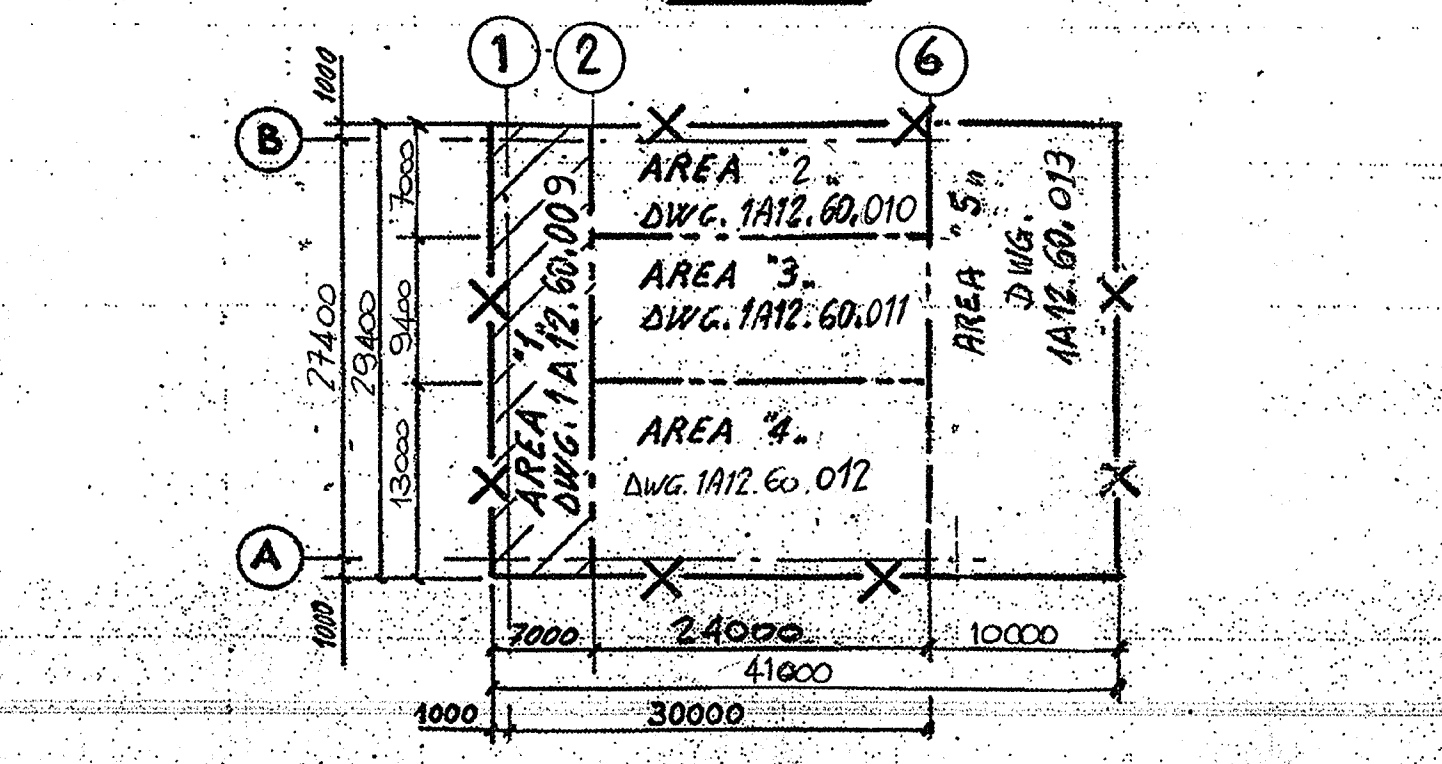 1 2 6
1000
B
7000
9400
13000
27400
29400
A
1000
AREA "1"
DWG. 1A12.60.009
AREA "2"
DWG. 1A12.60.010
AREA "3"
DWG. 1A12.60.011
AREA "4"
DWG. 1A12.60.012
AREA "5"
DWG.
1A12.60.013
7000 24000 10000
41000
1000 30000